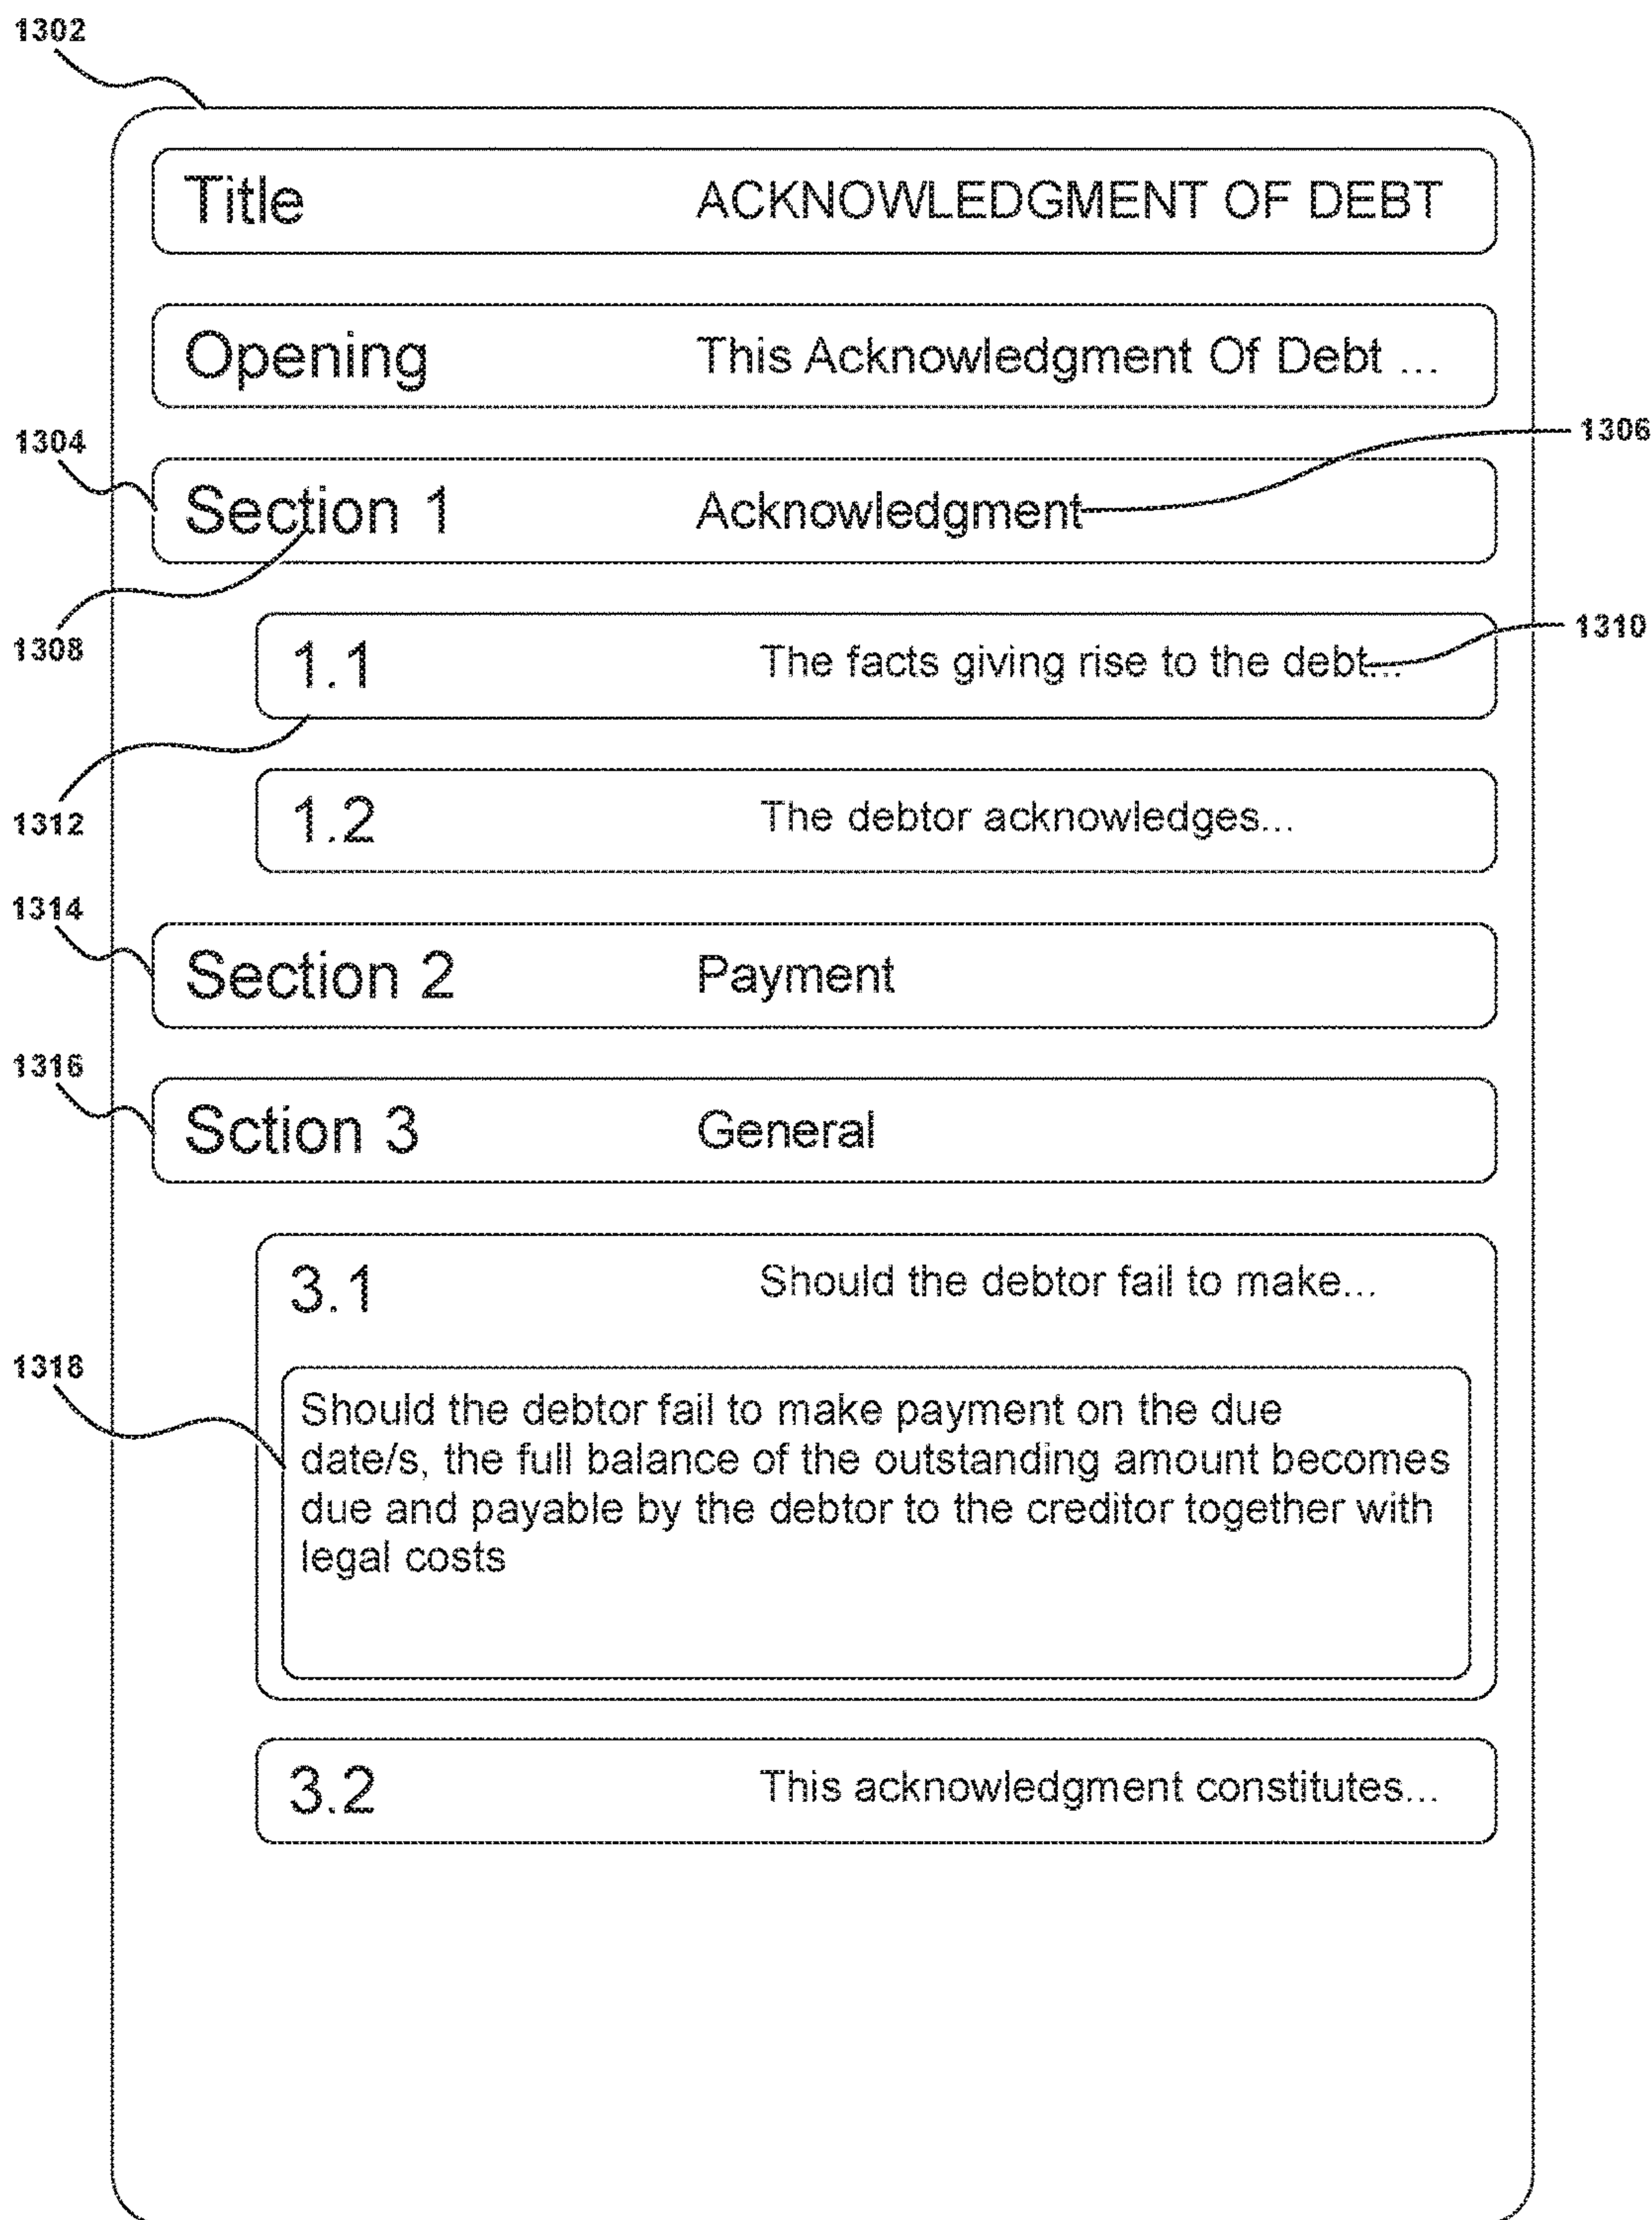 1302
Title ACKNOWLEDGMENT OF DEBT
Opening This Acknowledgment Of Debt ...
1304
1306
Section 1 Acknowledgment
1308
1310
1.1 The facts giving rise to the debt...
1312
1.2 The debtor acknowledges...
1314
Section 2 Payment
1316
Sction 3 General
3.1 Should the debtor fail to make...
1318
Should the debtor fail to make payment on the due
date/s, the full balance of the outstanding amount becomes
due and payable by the debtor to the creditor together with
legal costs
3.2 This acknowledgment constitutes...